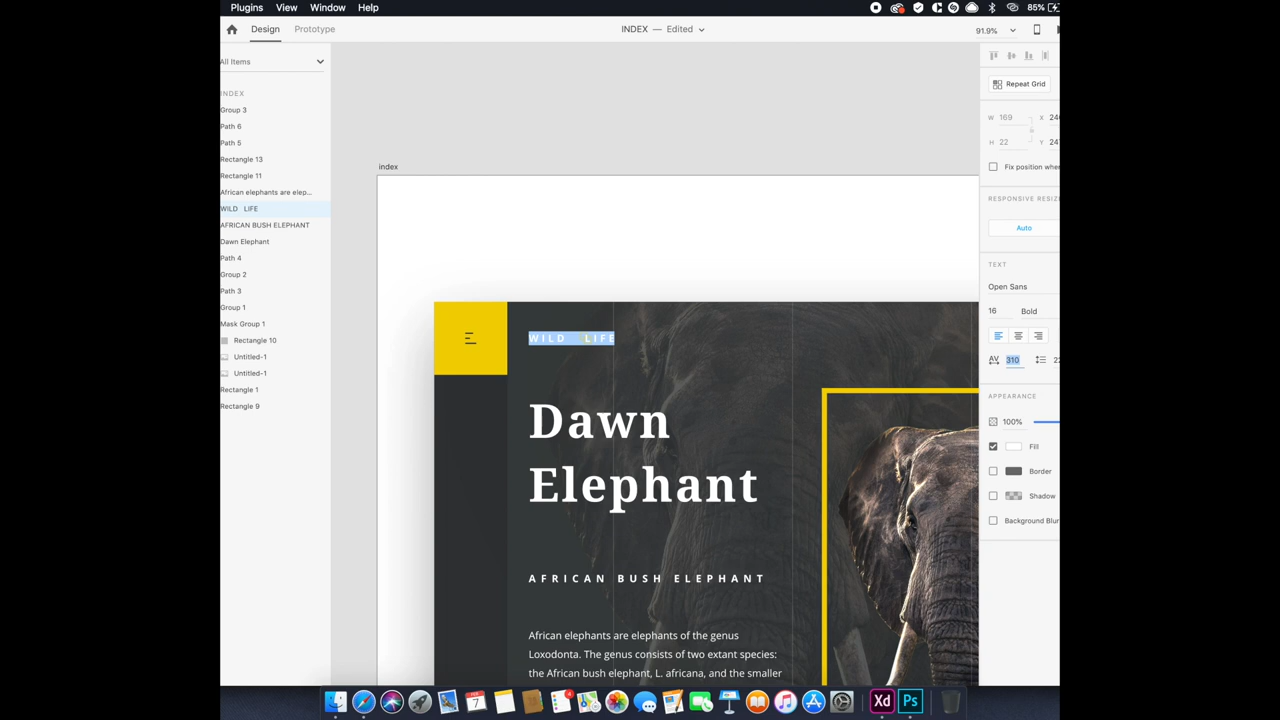 Plugins View Window Help 85%
Design Prototype INDEX — Edited 91.9%
All Items
INDEX
Group 3
Path 6
Path 5
Rectangle 13
Rectangle 11
African elephants are elep...
WILD LIFE
AFRICAN BUSH ELEPHANT
Dawn Elephant
Path 4
Group 2
Path 3
Group 1
Mask Group 1
Rectangle 10
Untitled-1
Untitled-1
Rectangle 1
Rectangle 9
index
WILD LIFE
Dawn
Elephant
AFRICAN BUSH ELEPHANT
African elephants are elephants of the genus
Loxodonta. The genus consists of two extant species:
the African bush elephant, L. africana, and the smaller
Repeat Grid
W 169 X
H 22 Y
Fix position
RESPONSIVE
Auto
TEXT
Open Sans
16 Bold
AV 310
APPEARANCE
100%
Fill
Border
Shadow
Background
7
Xd Ps